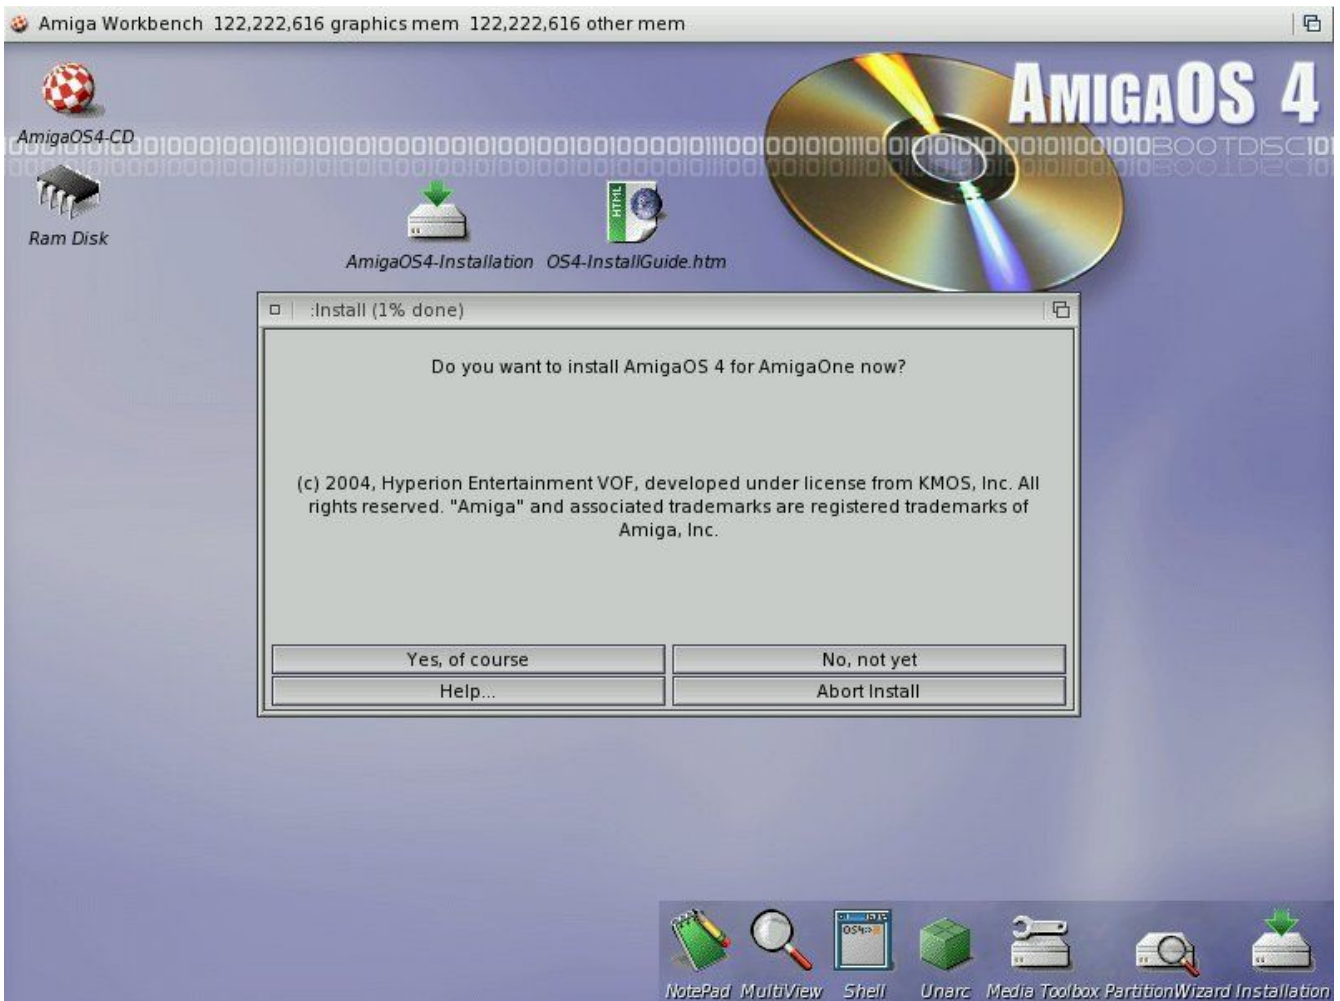 Amiga Workbench 122,222,616 graphics mem 122,222,616 other mem
AMIGAOS 4
AmigaOS4-CD
BOOTDISC
HTML
Ram Disk
AmigaOS4-Installation
OS4-InstallGuide.htm
:Install (1% done)
Do you want to install AmigaOS 4 for AmigaOne now?
(c) 2004, Hyperion Entertainment VOF, developed under license from KMOS, Inc. All
rights reserved. "Amiga" and associated trademarks are registered trademarks of
Amiga, Inc.
Yes, of course
No, not yet
Help...
Abort Install
OS4>
NotePad
MultiView
Shell
Unarc
Media Toolbox
PartitionWizard
Installation